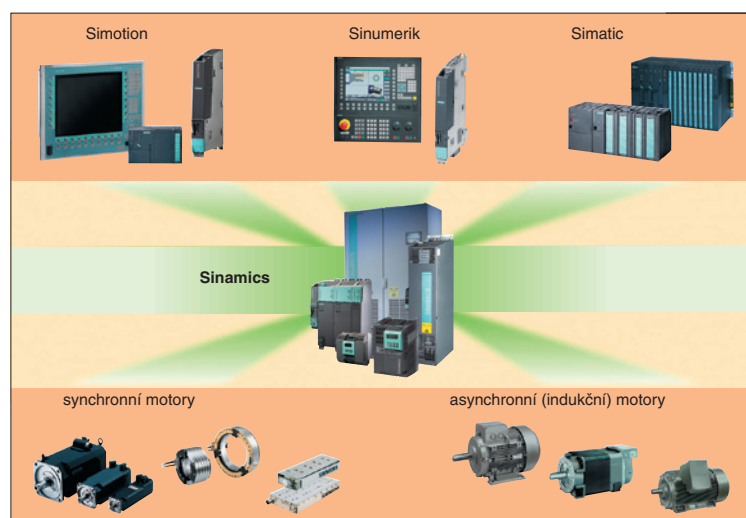 Simotion
Sinumerik
Simatic
Sinamics
synchronní motory
asynchronní (indukční) motory